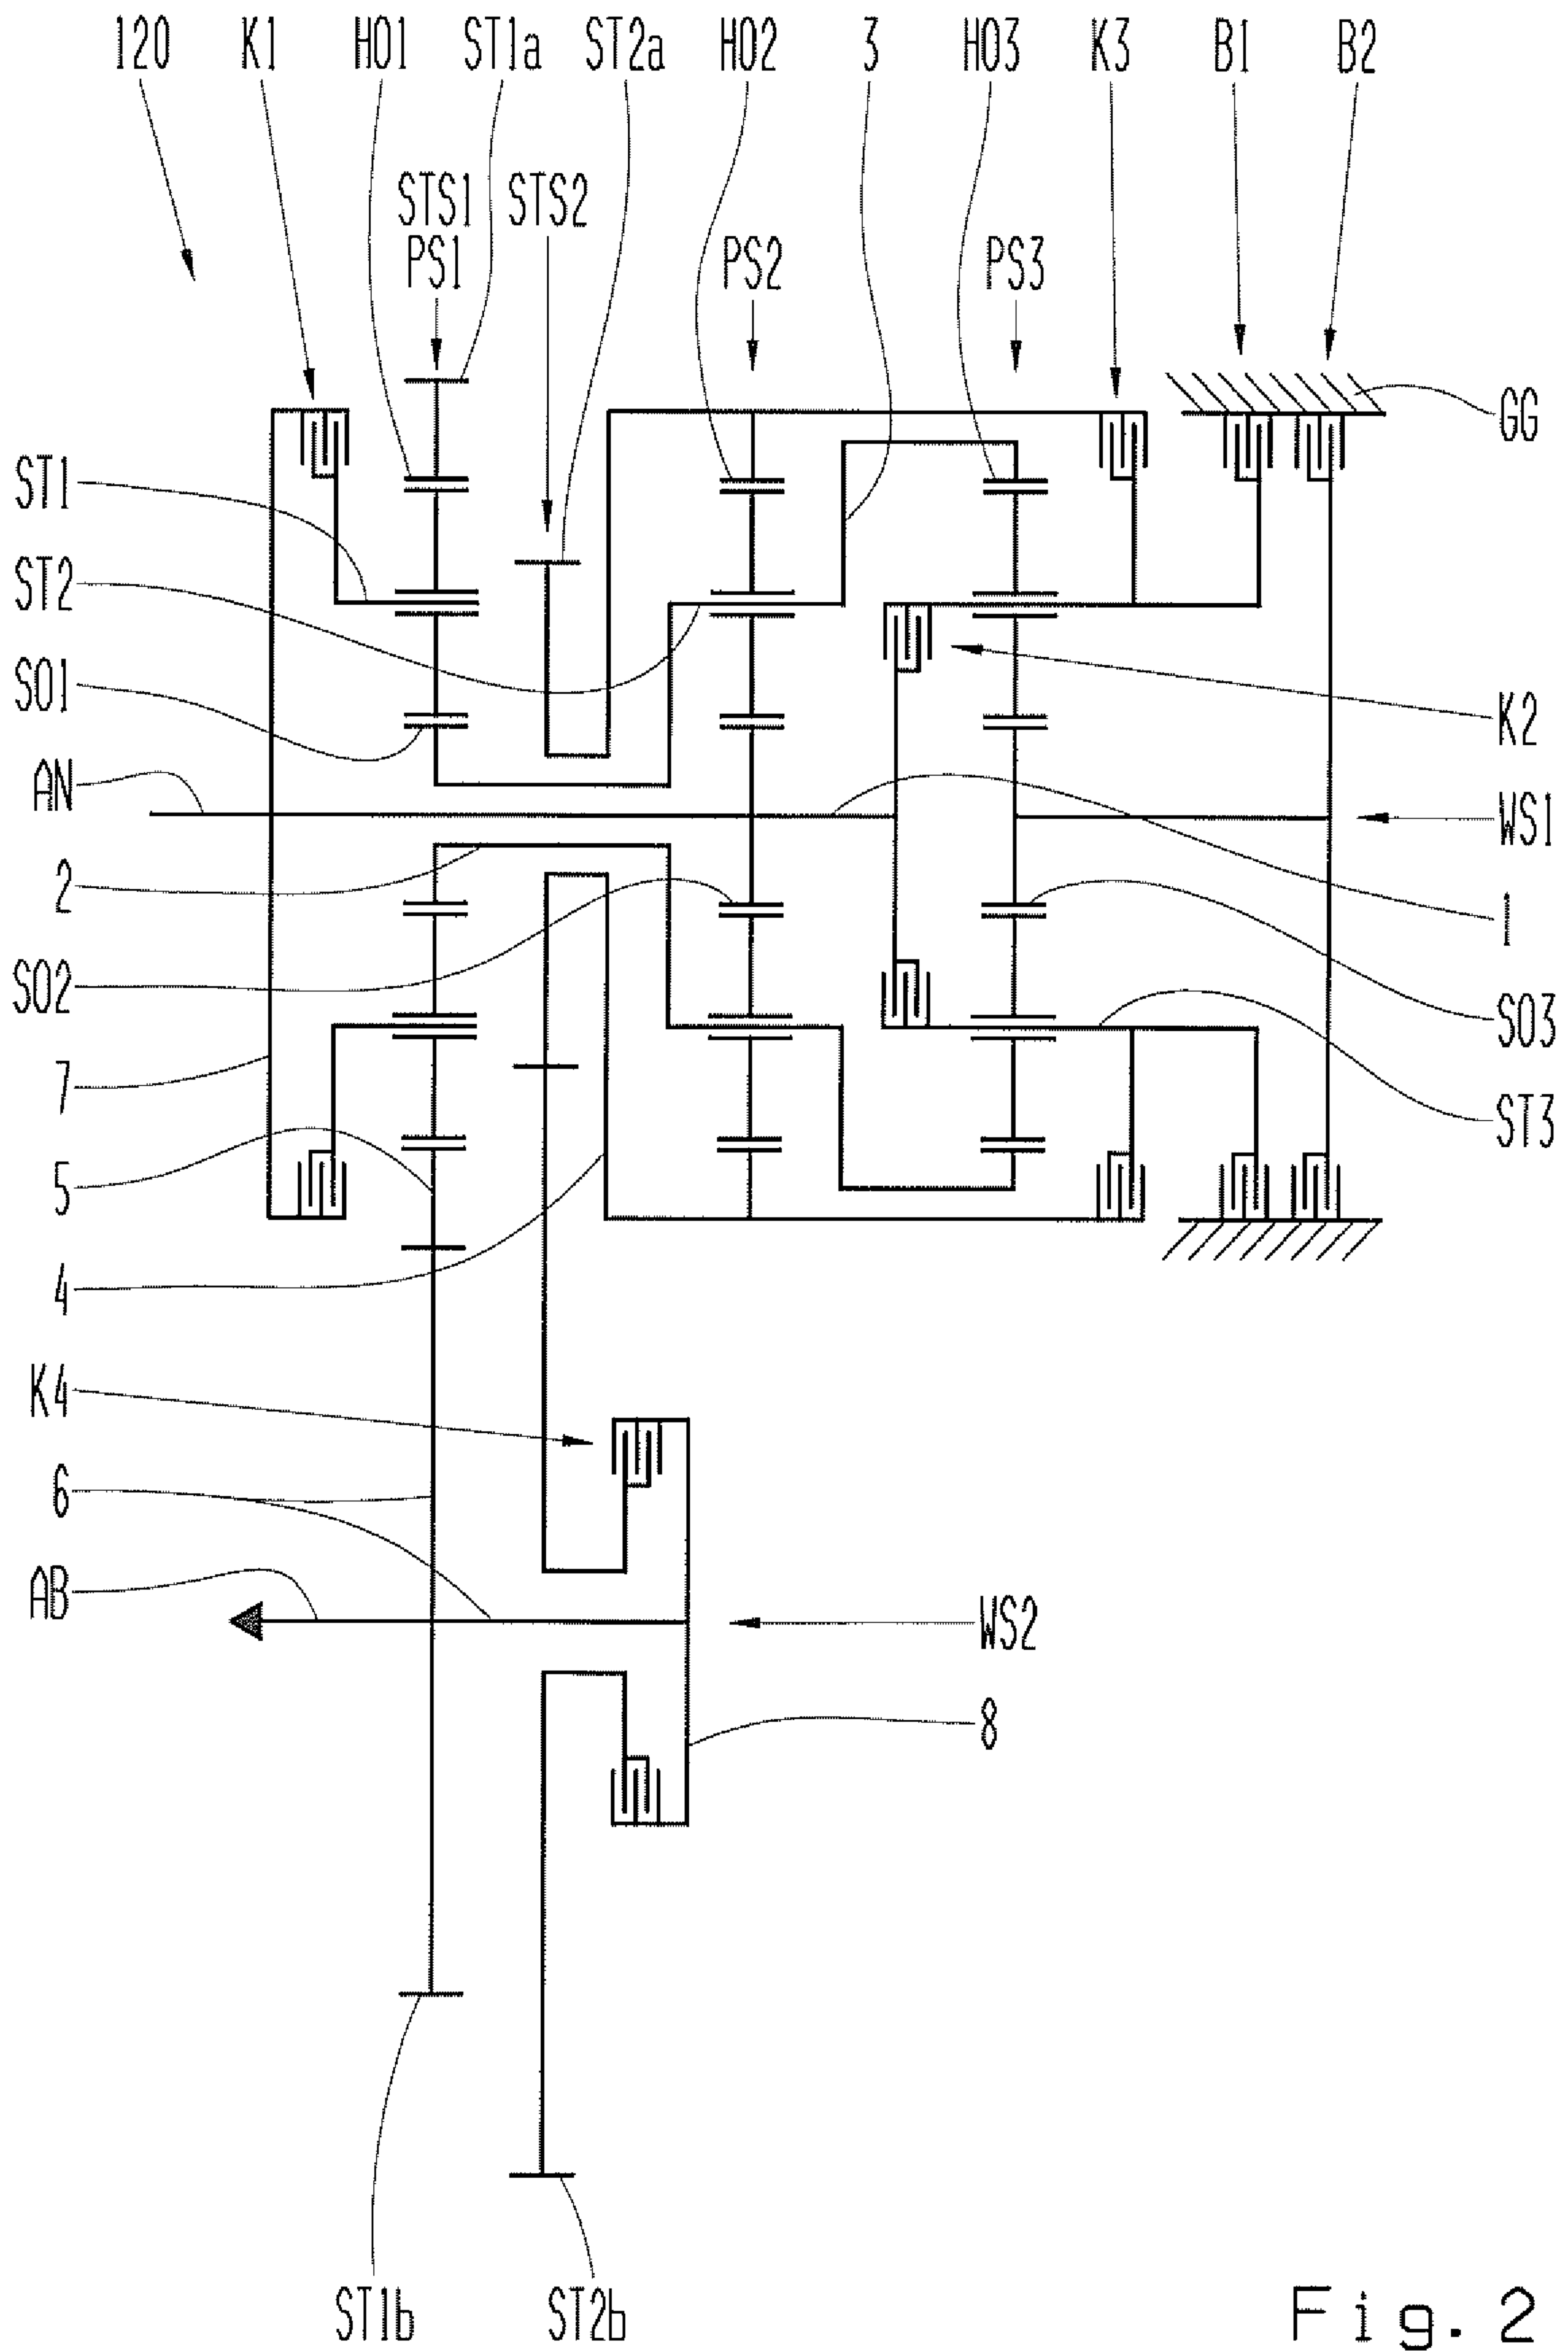 120 K1 HO1 ST1a ST2a HO2 3 HO3 K3 B1 B2
STS1 STS2
PS1 PS2 PS3
GG
ST1
ST2
SO1
K2
AN
WS1
2
1
SO2
SO3
7
ST3
5
4
K4
6
AB
WS2
8
ST1b ST2b
Fig. 2